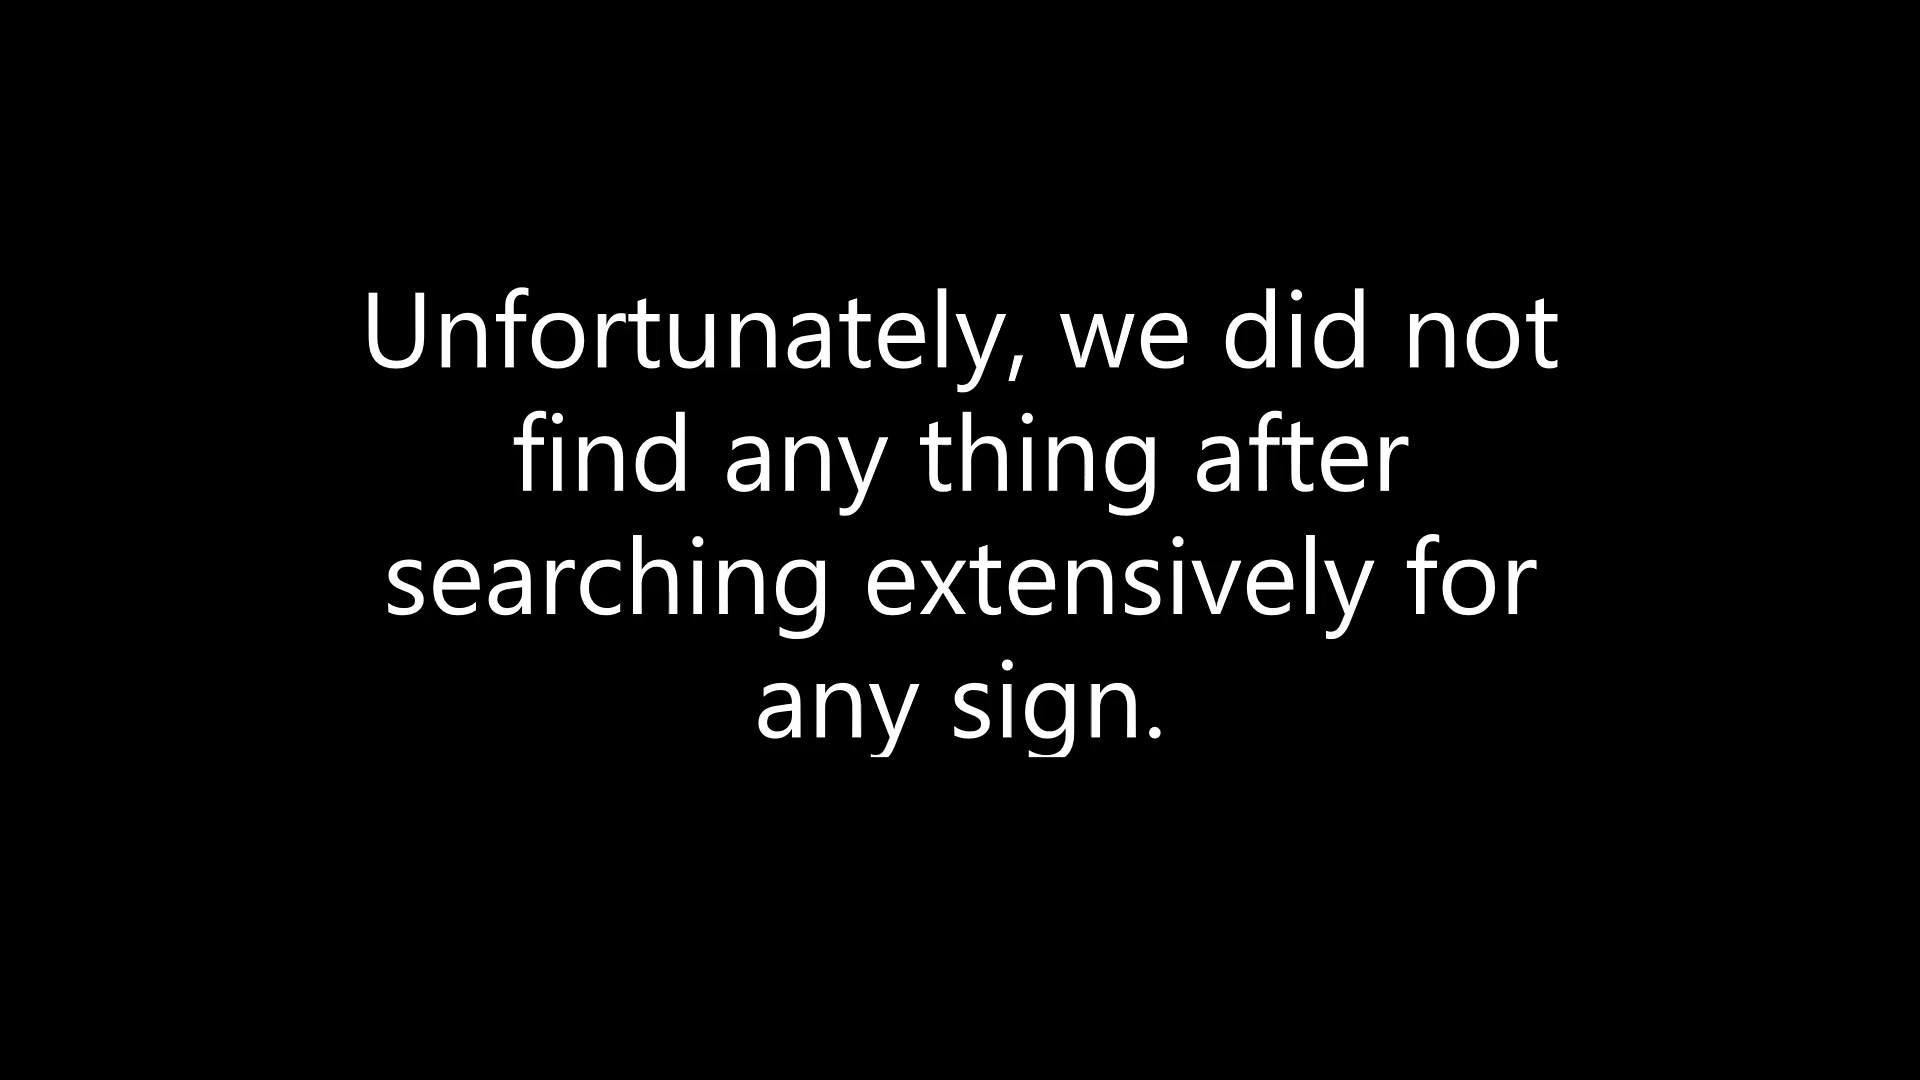 Unfortunately, we did not
find any thing after
searching extensively for
any sign.